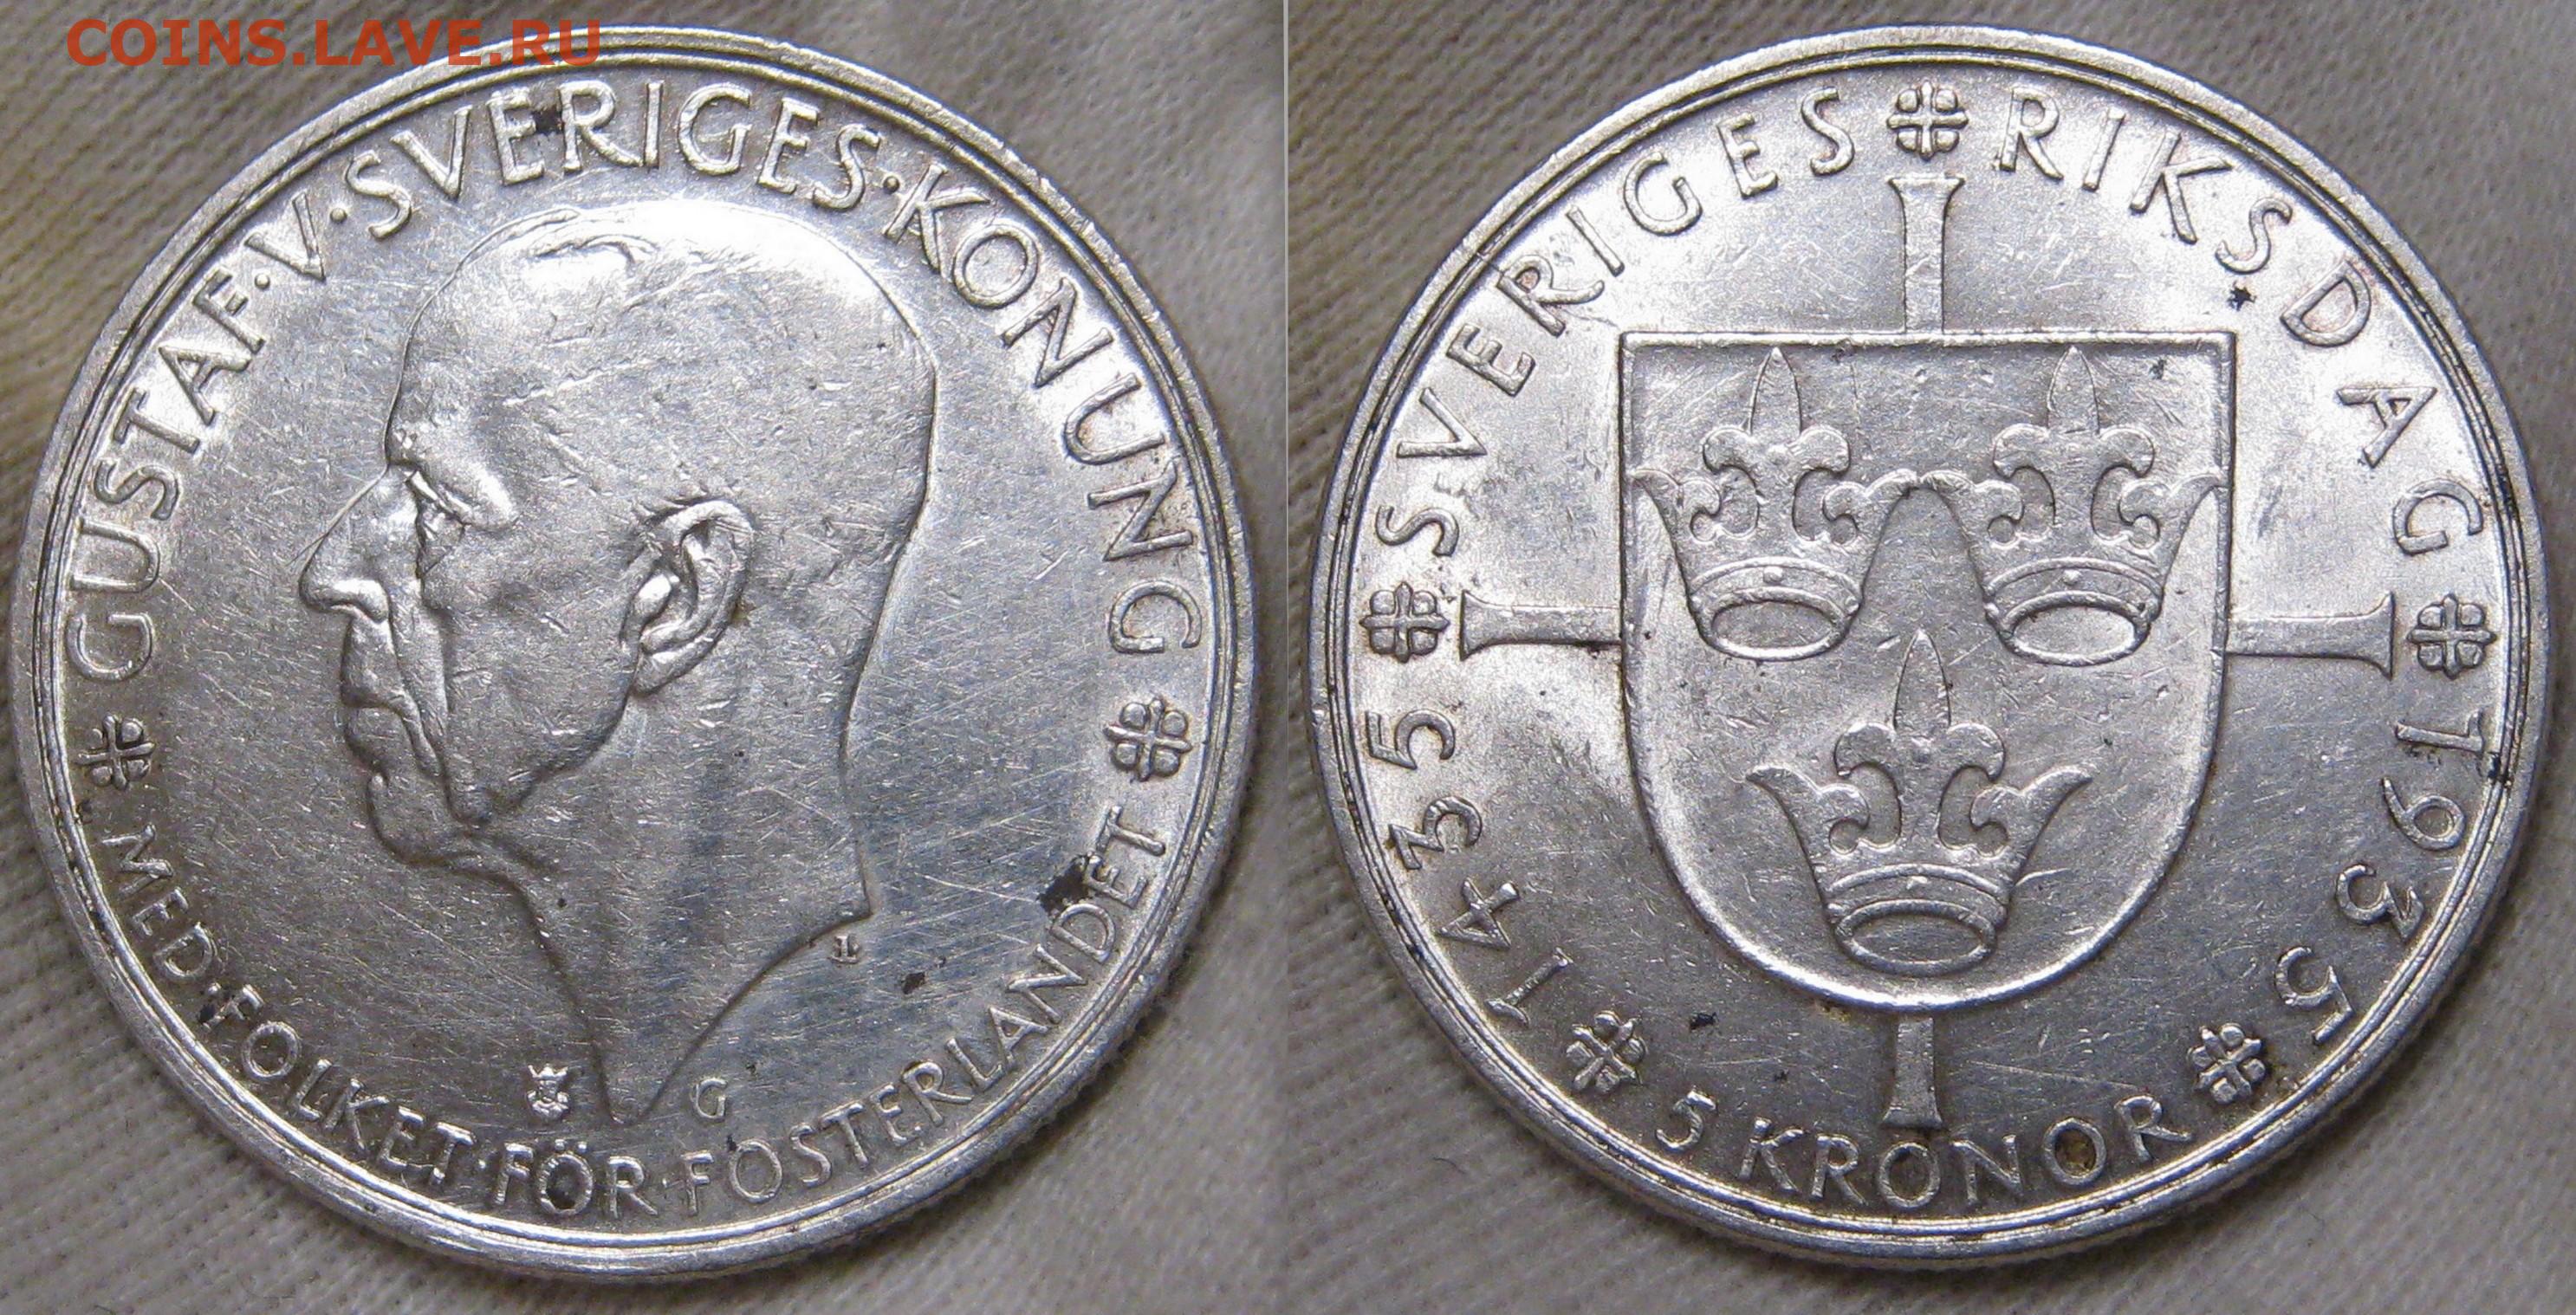 COINS.LAVE.RU
GUSTAF·V·SVERIGES·KONUNG
MED·FOLKET·FÖR·FOSTERLANDET
G
SVERIGES RIKSDAG
1435
1935
5 KRONOR